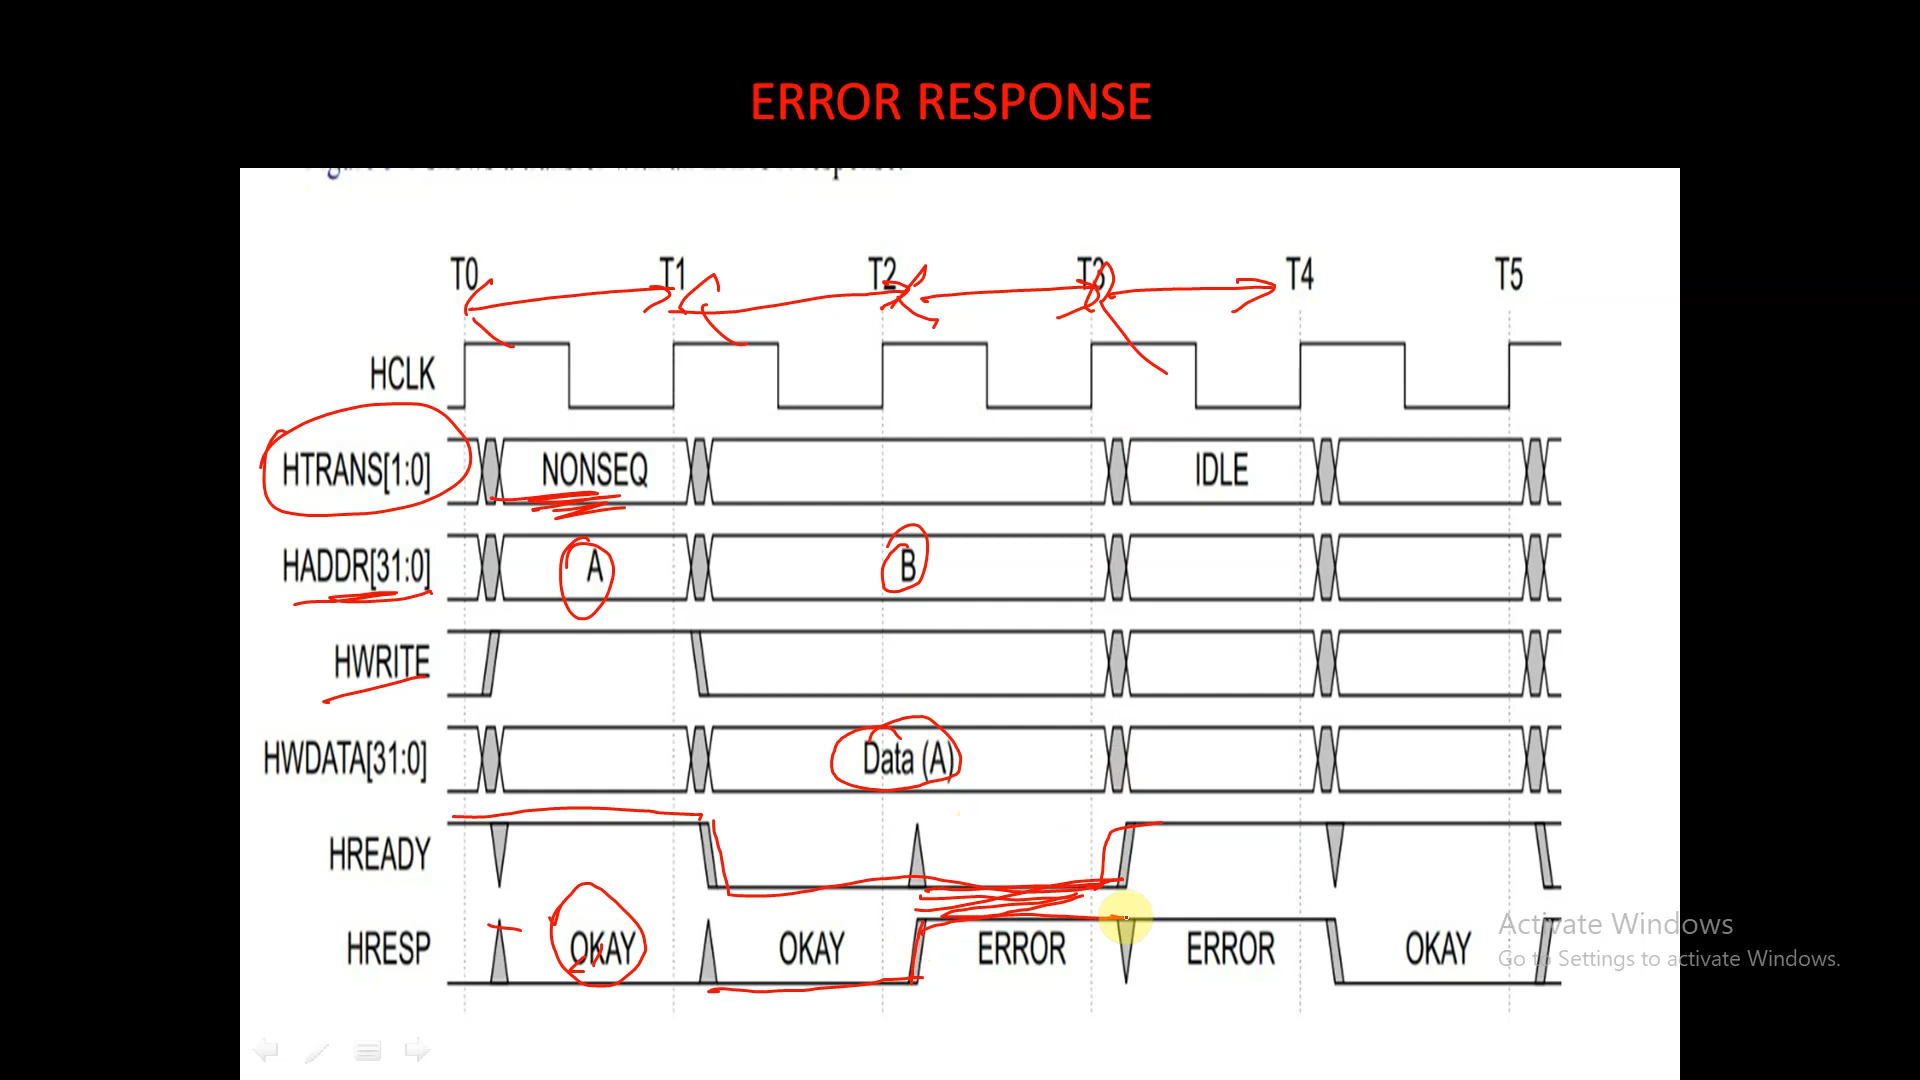 ERROR RESPONSE
T0 T1 T2 T3 T4 T5
HCLK
HTRANS[1:0] NONSEQ IDLE
HADDR[31:0] A B
HWRITE
HWDATA[31:0] Data (A)
HREADY
HRESP OKAY OKAY ERROR ERROR OKAY
Activate Windows
Go to Settings to activate Windows.